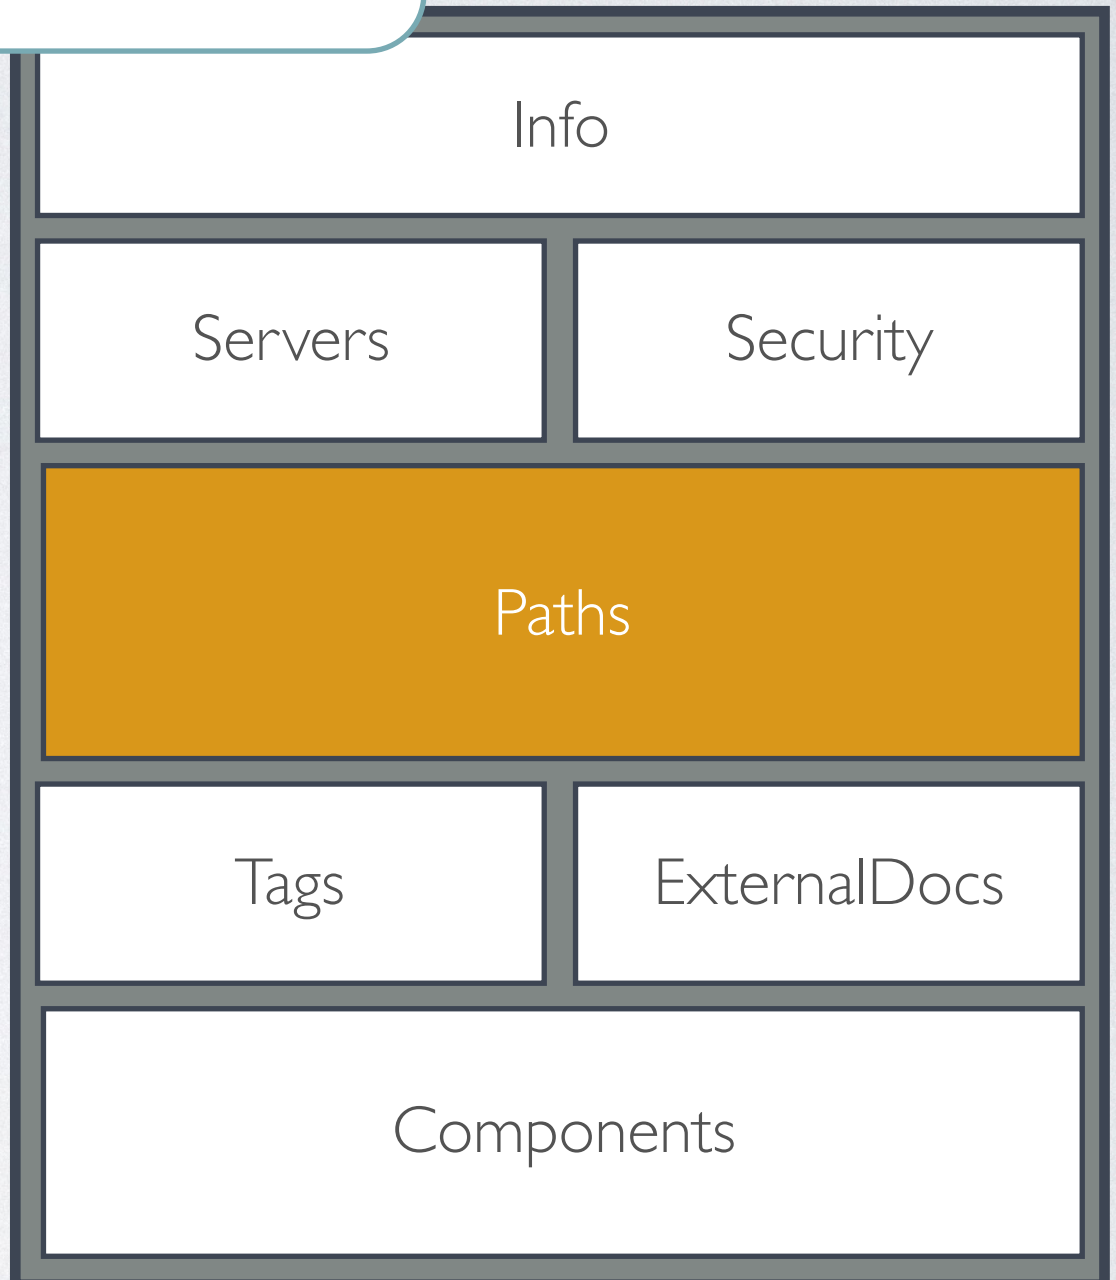 Info
Servers
Security
Paths
Tags
ExternalDocs
Components